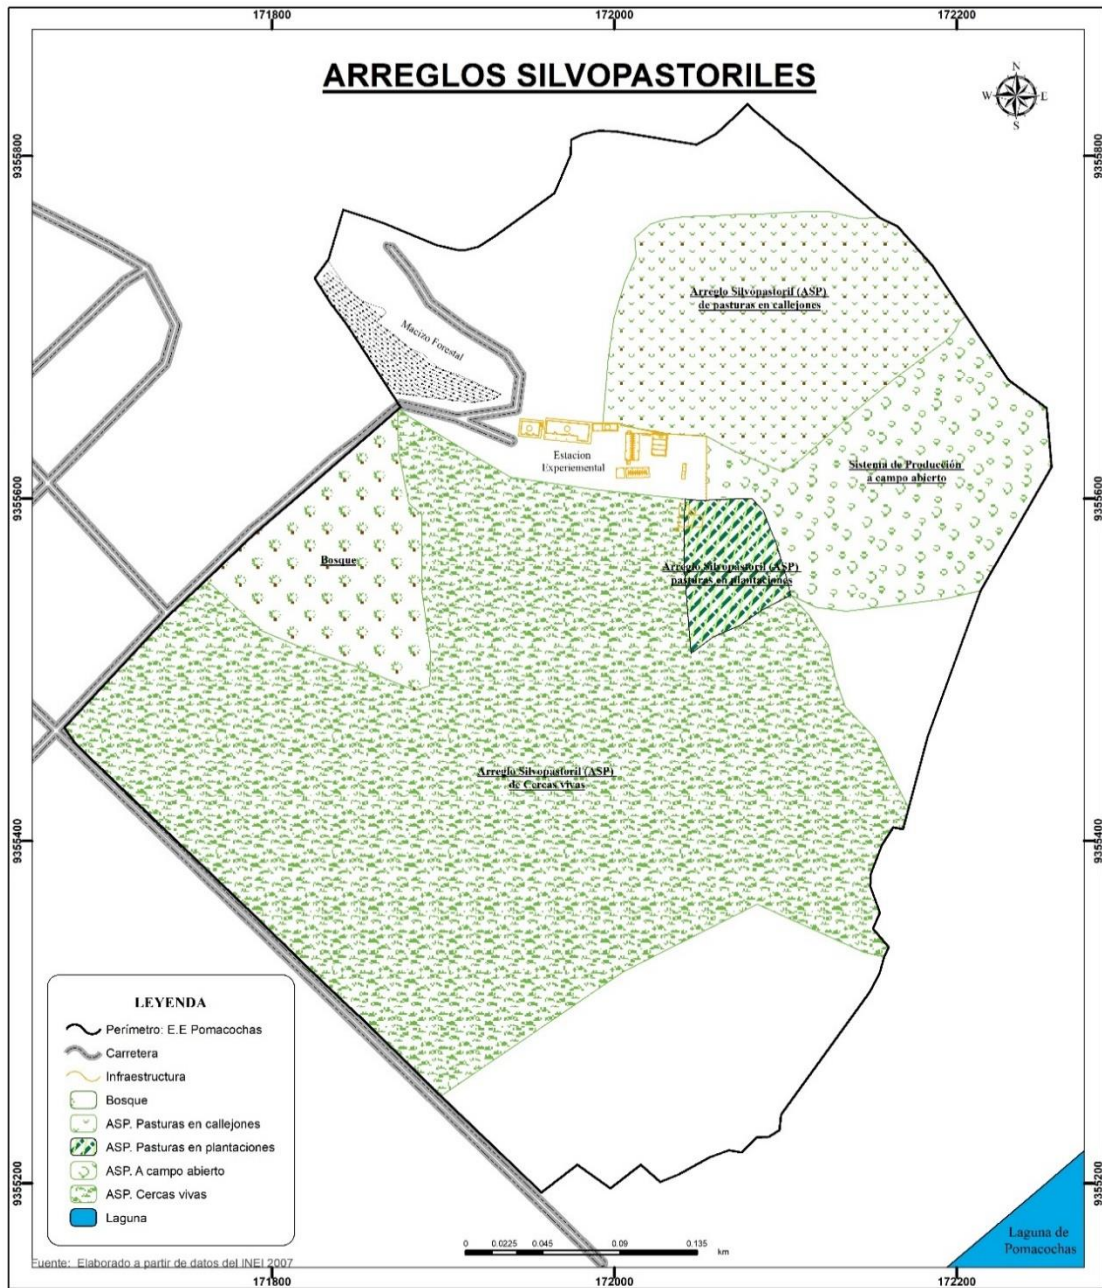 171800
172000
172200
ARREGLOS SILVOPASTORILES
N
W
E
S
9355800
9355800
Arreglo Silvopastoril (ASP)
de pasturas en callejones
Macizo Forestal
Estacion
Experiemental
Sistema de Producción
a campo abierto
9355600
9355600
Bosque
Arreglo Silvopastoril (ASP)
pasturas en plantaciones
Arreglo Silvopastoril (ASP)
de Cercas vivas
9355400
9355400
LEYENDA
Perímetro: E.E Pomacochas
Carretera
Infraestructura
Bosque
ASP. Pasturas en callejones
ASP. Pasturas en plantaciones
ASP. A campo abierto
ASP. Cercas vivas
Laguna
9355200
9355200
Laguna de
Pomacochas
0 0.0225 0.045 0.09 0.135
km
Fuente: Elaborado a partir de datos del INEI 2007
171800
172000
172200